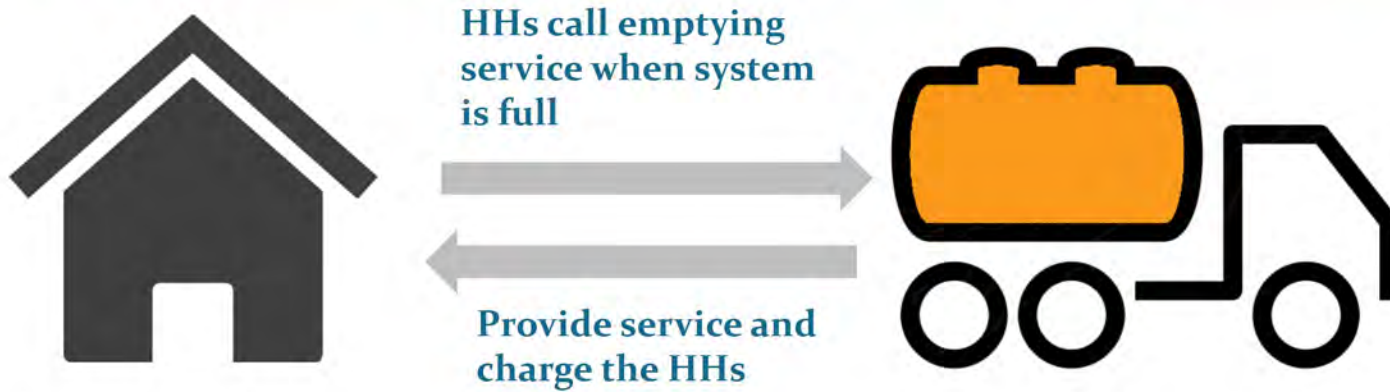 HHs call emptying
service when system
is full
Provide service and
charge the HHs